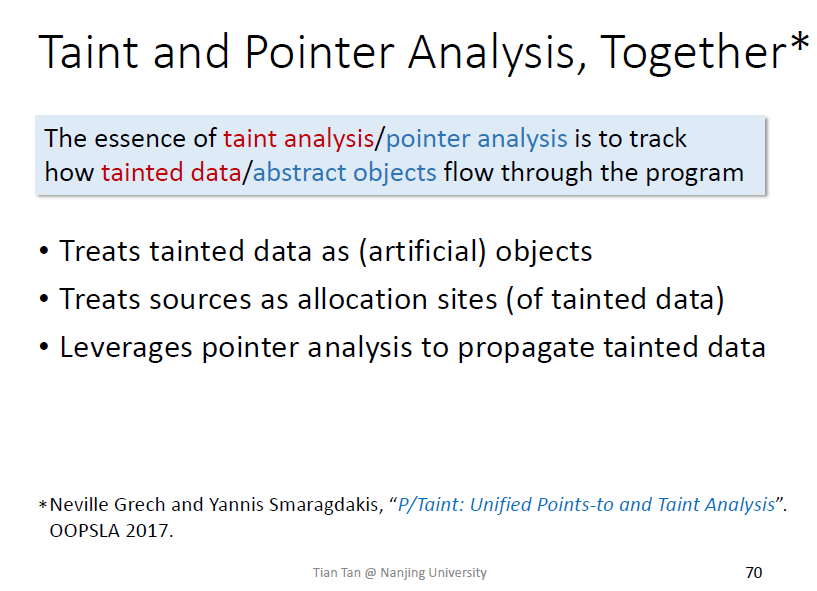 Taint and Pointer Analysis, Together*
The essence of taint analysis/pointer analysis is to track
how tainted data/abstract objects flow through the program
• Treats tainted data as (artificial) objects
• Treats sources as allocation sites (of tainted data)
• Leverages pointer analysis to propagate tainted data
*Neville Grech and Yannis Smaragdakis, “P/Taint: Unified Points-to and Taint Analysis”.
OOPSLA 2017.
Tian Tan @ Nanjing University
70